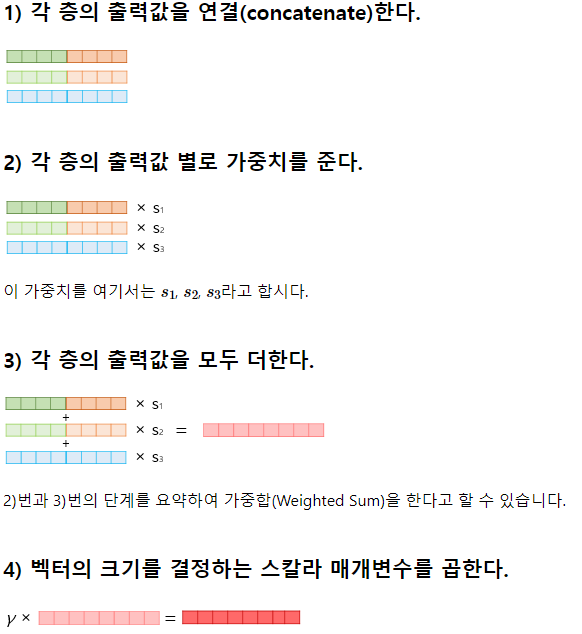 1) 각 층의 출력값을 연결(concatenate)한다.
2) 각 층의 출력값 별로 가중치를 준다.
× s₁
× s₂
× s₃
이 가중치를 여기서는 s₁, s₂, s₃라고 합시다.
3) 각 층의 출력값을 모두 더한다.
× s₁
+
× s₂ =
+
× s₃
2)번과 3)번의 단계를 요약하여 가중합(Weighted Sum)을 한다고 할 수 있습니다.
4) 벡터의 크기를 결정하는 스칼라 매개변수를 곱한다.
γ × =